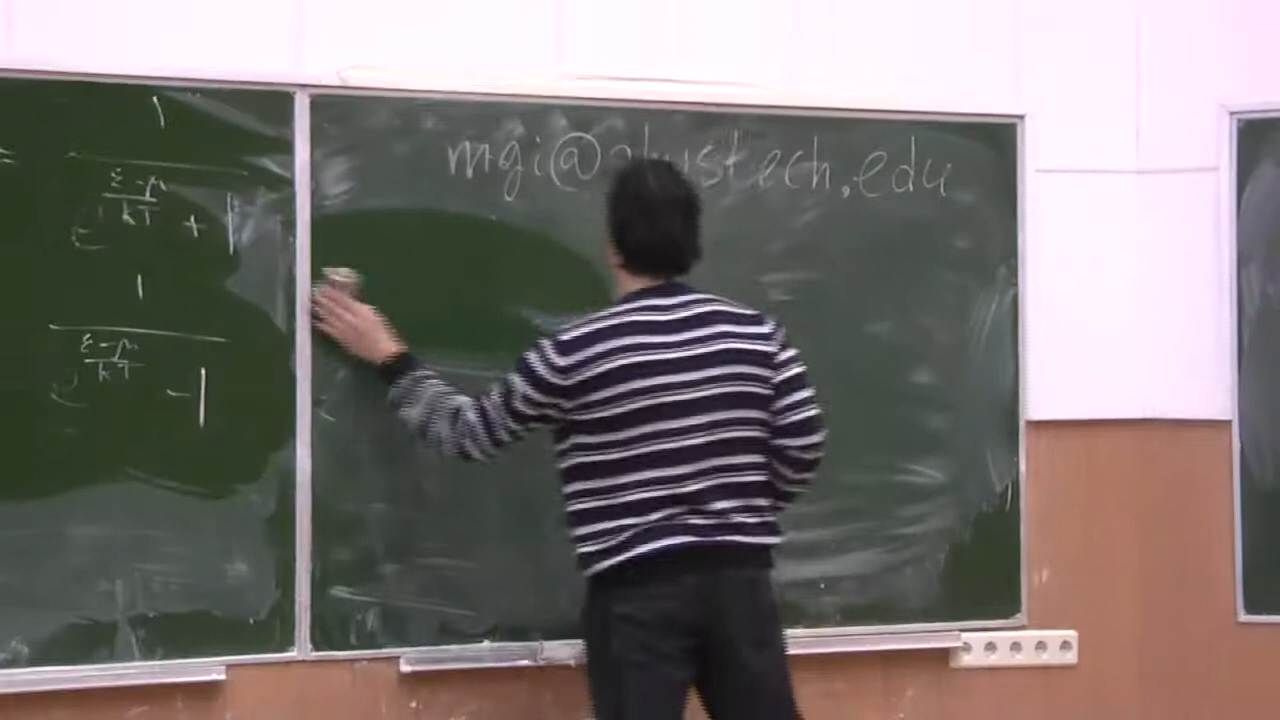 1
=
ε-μ
kT
e + 1
1
ε-μ
kT
e - 1
mgi@ tech.edu